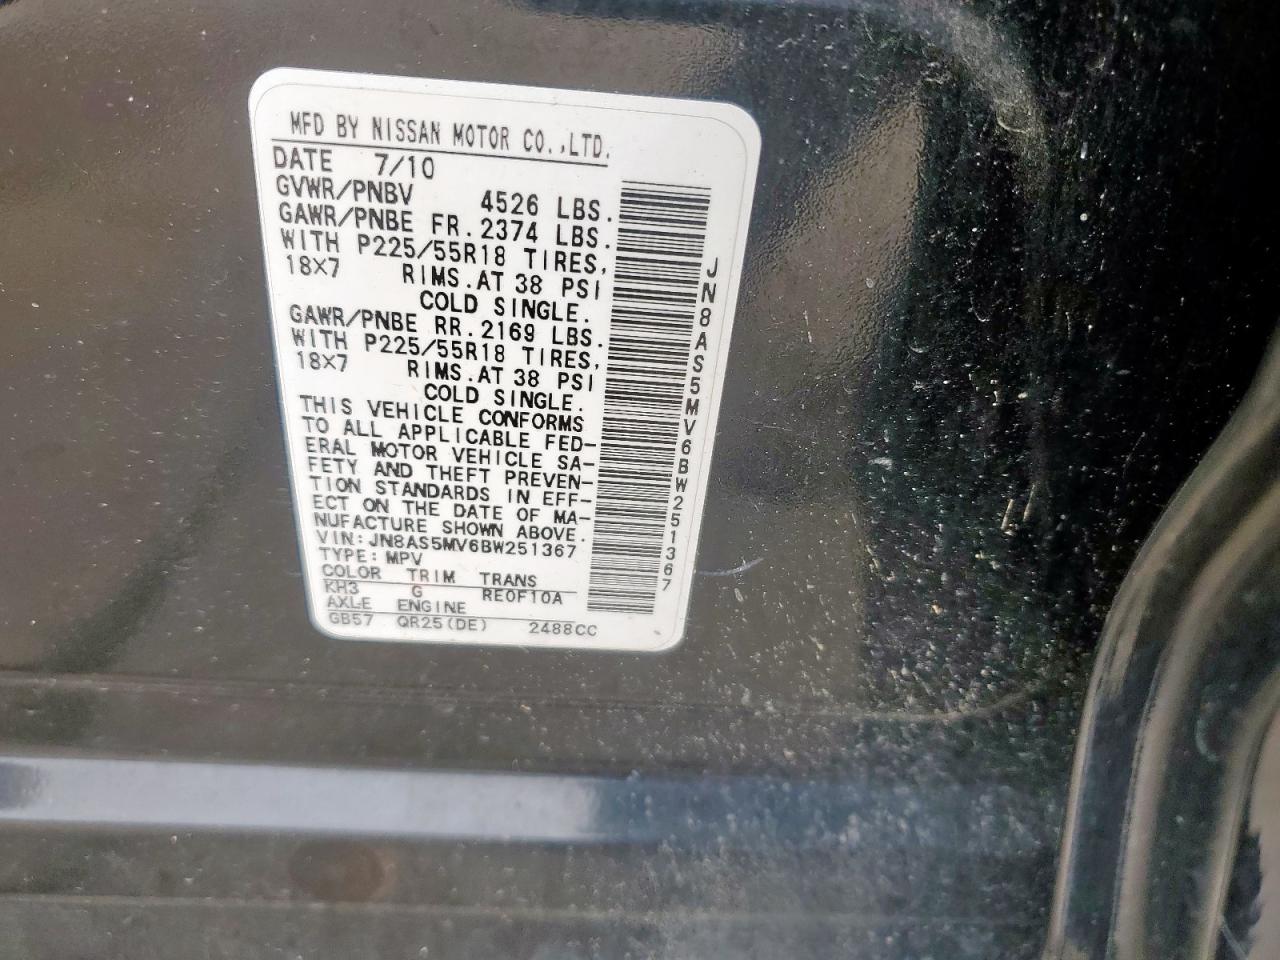 MFD BY NISSAN MOTOR CO.,LTD.
DATE 7/10
GVWR/PNBV 4526 LBS.
GAWR/PNBE FR. 2374 LBS.
WITH P225/55R18 TIRES,
18X7 RIMS.AT 38 PSI
COLD SINGLE.
GAWR/PNBE RR. 2169 LBS.
WITH P225/55R18 TIRES,
18X7 RIMS.AT 38 PSI
COLD SINGLE.
THIS VEHICLE CONFORMS
TO ALL APPLICABLE FED-
ERAL MOTOR VEHICLE SA-
FETY AND THEFT PREVEN-
TION STANDARDS IN EFF-
ECT ON THE DATE OF MA-
NUFACTURE SHOWN ABOVE.
VIN: JN8AS5MV6BW251367
TYPE: MPV
COLOR TRIM TRANS
KH3 G RE0F10A
AXLE ENGINE
GB57 QR25(DE) 2488CC
JN8AS5MV6BW251367